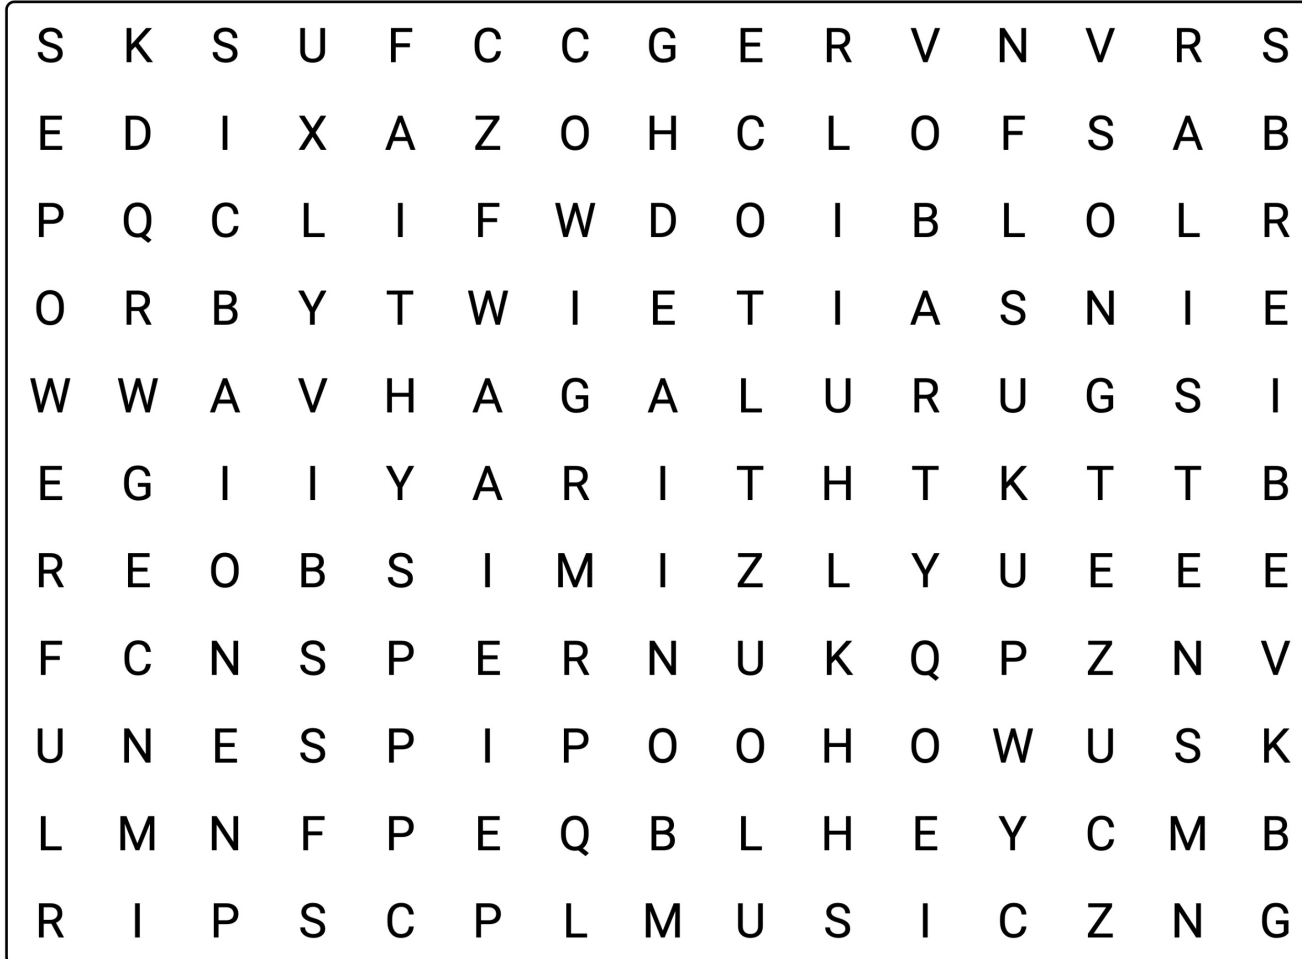 S K S U F C C G E R V N V R S
E D I X A Z O H C L O F S A B
P Q C L I F W D O I B L O L R
O R B Y T W I E T I A S N I E
W W A V H A G A L U R U G S I
E G I I Y A R I T H T K T T B
R E O B S I M I Z L Y U E E E
F C N S P E R N U K Q P Z N V
U N E S P I P O O H O W U S K
L M N F P E Q B L H E Y C M B
R I P S C P L M U S I C Z N G